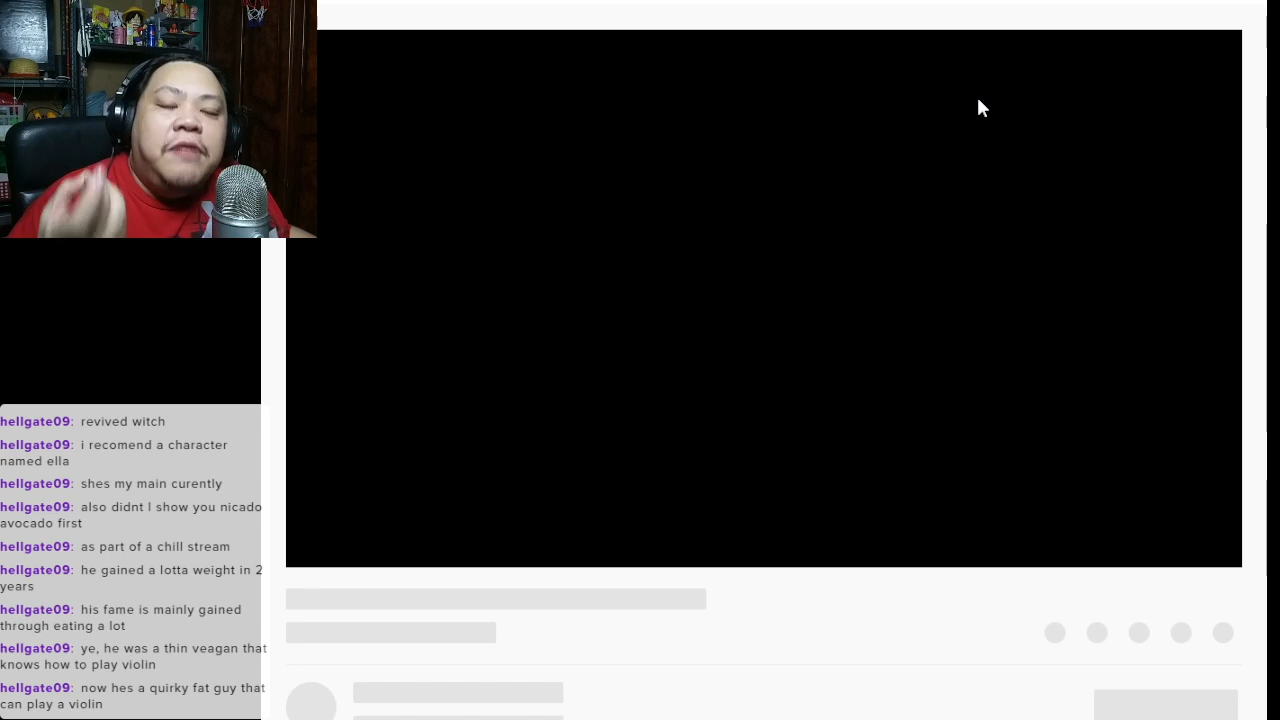 hellgate09: revived witch
hellgate09: i recomend a character
named ella
hellgate09: shes my main curently
hellgate09: also didnt I show you nicado
avocado first
hellgate09: as part of a chill stream
hellgate09: he gained a lotta weight in 2
years
hellgate09: his fame is mainly gained
through eating a lot
hellgate09: ye, he was a thin veagan that
knows how to play violin
hellgate09: now hes a quirky fat guy that
can play a violin